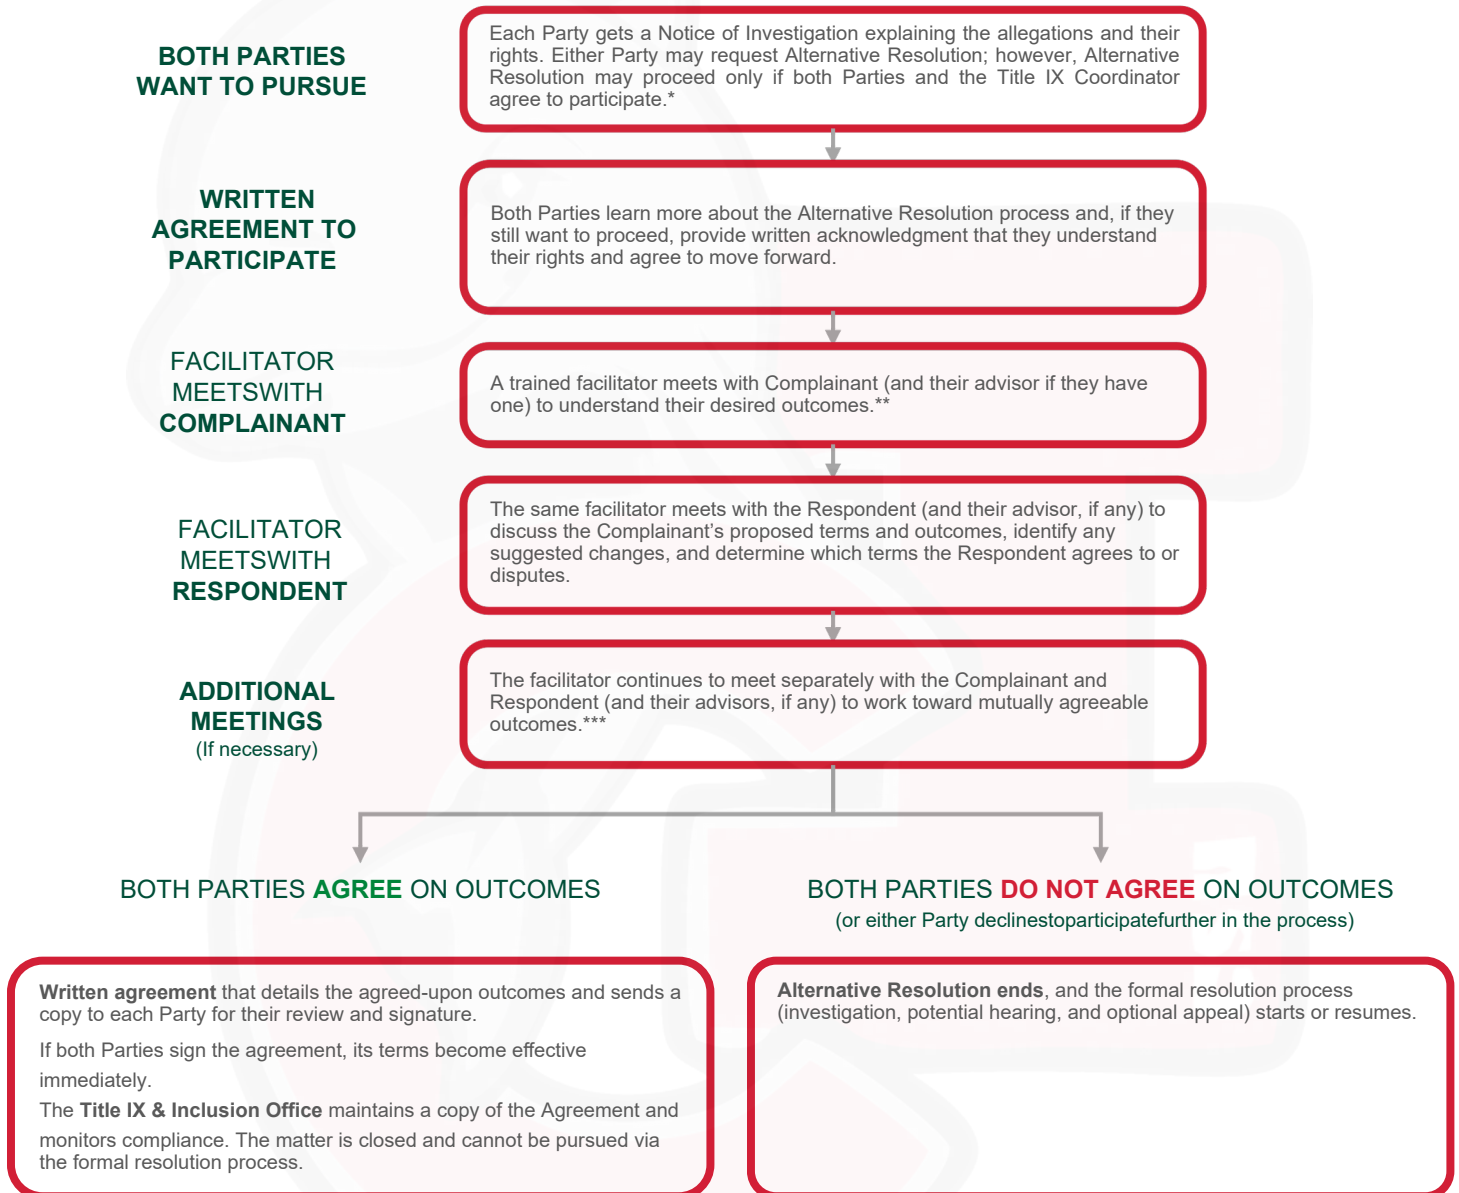 BOTH PARTIES
WANT TO PURSUE
Each Party gets a Notice of Investigation explaining the allegations and their
rights. Either Party may request Alternative Resolution; however, Alternative
Resolution may proceed only if both Parties and the Title IX Coordinator
agree to participate.*
WRITTEN
AGREEMENT TO
PARTICIPATE
Both Parties learn more about the Alternative Resolution process and, if they
still want to proceed, provide written acknowledgment that they understand
their rights and agree to move forward.
FACILITATOR
MEETSWITH
COMPLAINANT
A trained facilitator meets with Complainant (and their advisor if they have
one) to understand their desired outcomes.**
FACILITATOR
MEETSWITH
RESPONDENT
The same facilitator meets with the Respondent (and their advisor, if any) to
discuss the Complainant’s proposed terms and outcomes, identify any
suggested changes, and determine which terms the Respondent agrees to or
disputes.
ADDITIONAL
MEETINGS
(If necessary)
The facilitator continues to meet separately with the Complainant and
Respondent (and their advisors, if any) to work toward mutually agreeable
outcomes.***
BOTH PARTIES AGREE ON OUTCOMES
Written agreement that details the agreed-upon outcomes and sends a
copy to each Party for their review and signature.
If both Parties sign the agreement, its terms become effective
immediately.
The Title IX & Inclusion Office maintains a copy of the Agreement and
monitors compliance. The matter is closed and cannot be pursued via
the formal resolution process.
BOTH PARTIES DO NOT AGREE ON OUTCOMES
(or either Party declinestoparticipatefurther in the process)
Alternative Resolution ends, and the formal resolution process
(investigation, potential hearing, and optional appeal) starts or resumes.